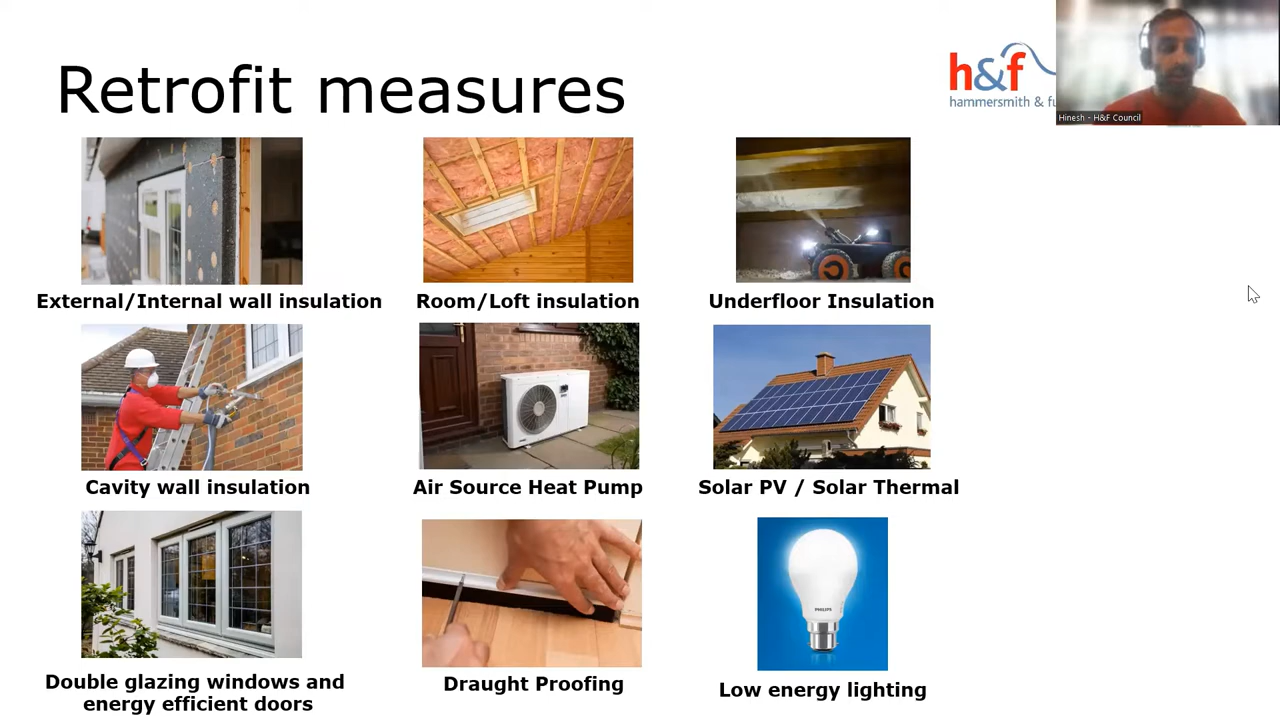 Retrofit measures
h&f
hammersmith &
Hinesh - H&F Council
External/Internal wall insulation
Room/Loft insulation
Underfloor Insulation
Cavity wall insulation
Air Source Heat Pump
Solar PV / Solar Thermal
PHILIPS
Double glazing windows and
energy efficient doors
Draught Proofing
Low energy lighting